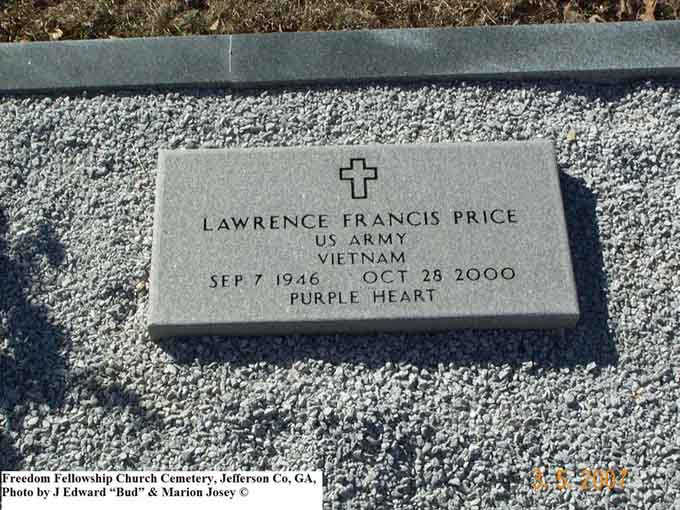 LAWRENCE FRANCIS PRICE
US ARMY
VIETNAM
SEP 7 1946 OCT 28 2000
PURPLE HEART
Freedom Fellowship Church Cemetery, Jefferson Co, GA,
Photo by J Edward “Bud” & Marion Josey ©
3.5.2007